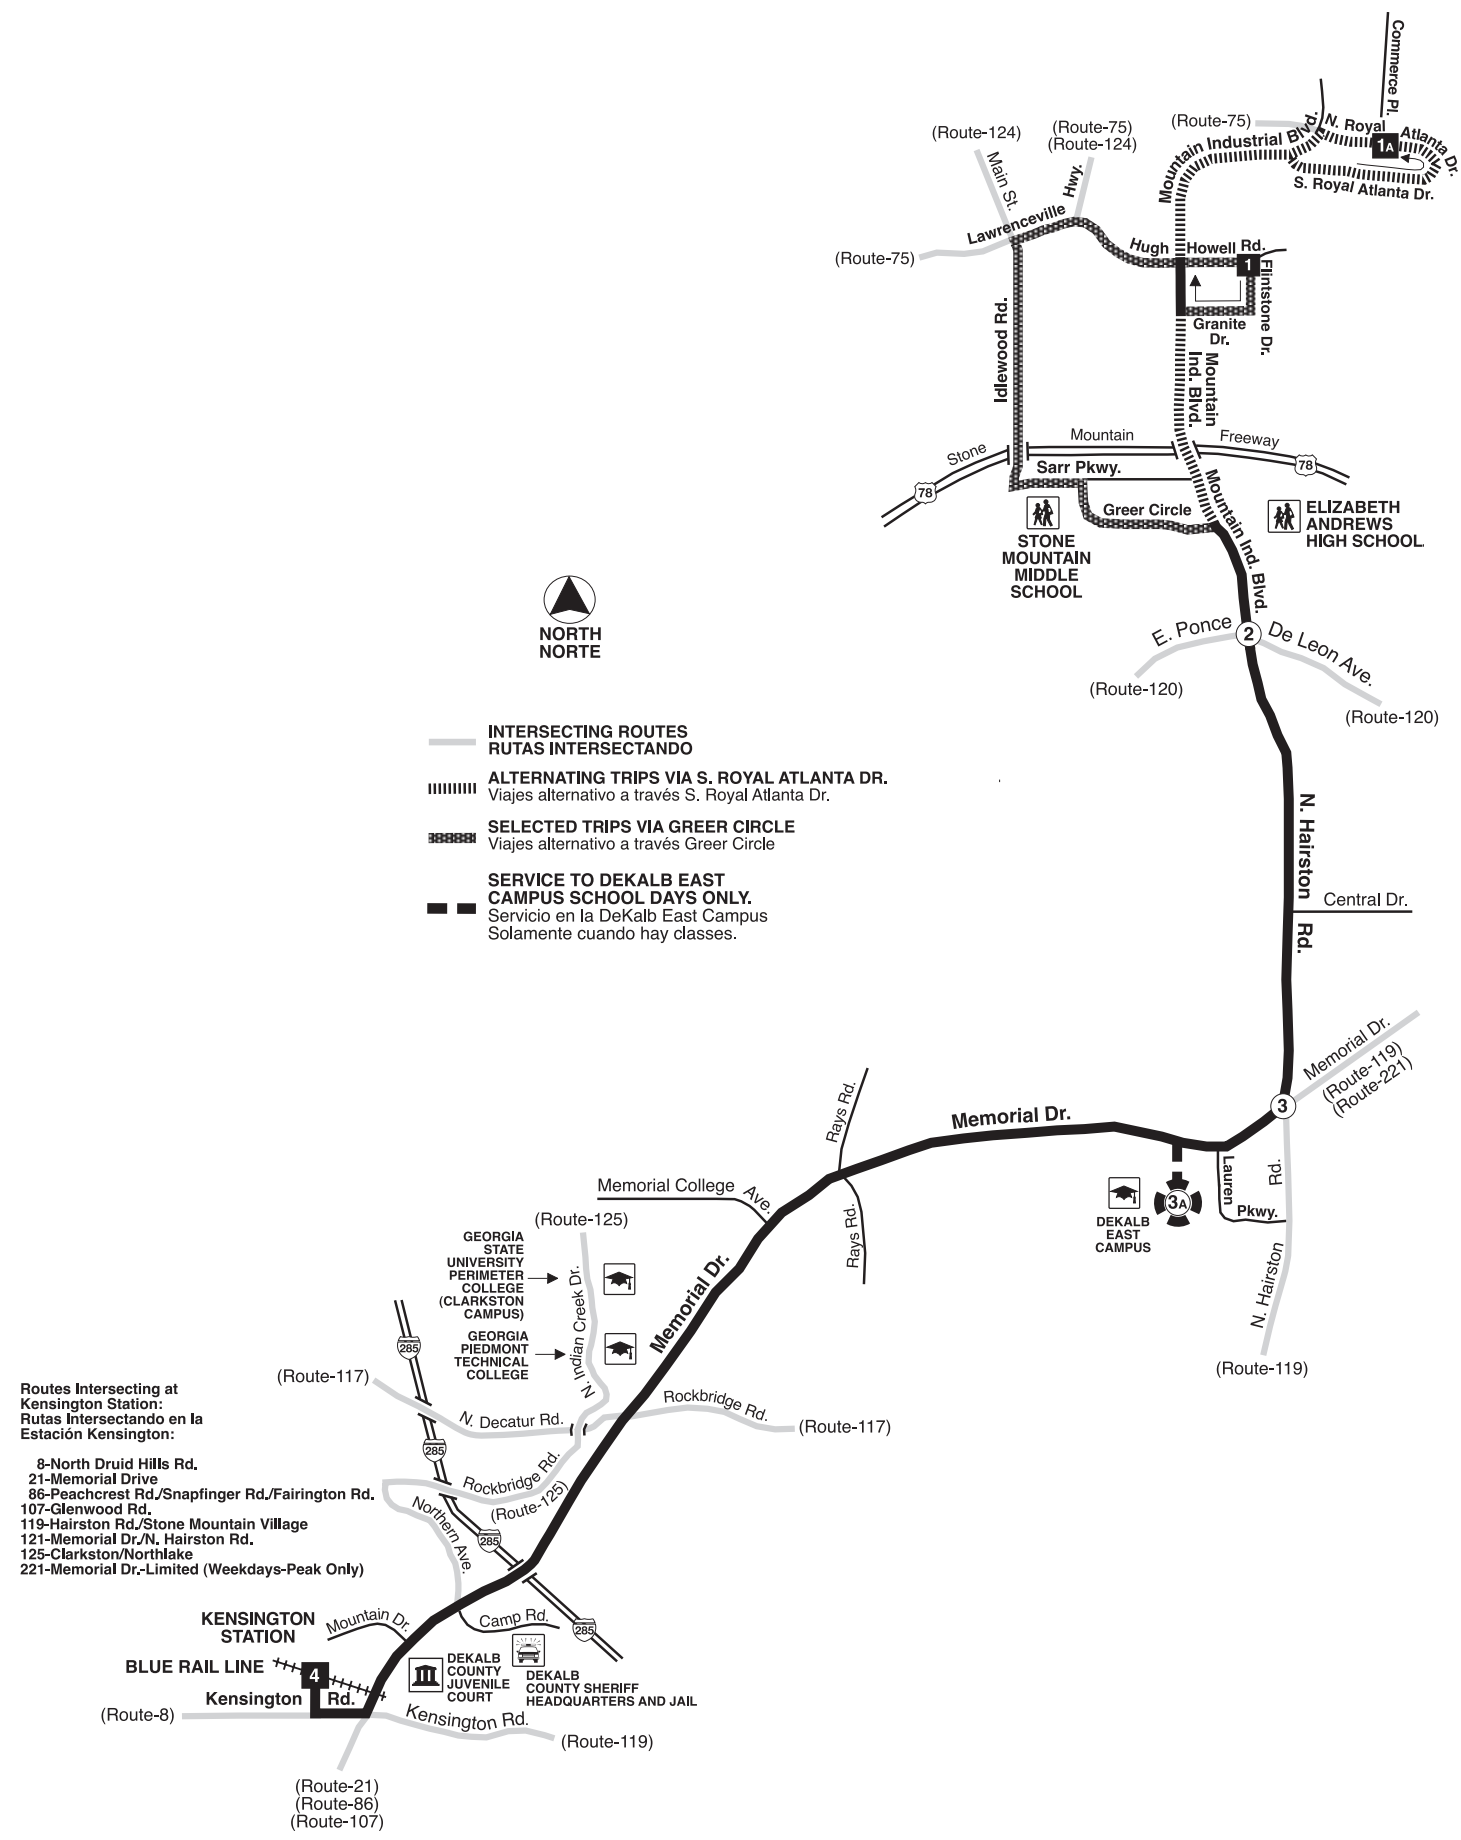 Commerce Pl.
(Route-75)
N. Royal Atlanta Dr.
1A
Mountain Industrial Blvd.
S. Royal Atlanta Dr.
(Route-124)
(Route-75)
(Route-124)
Main St.
Hwy.
Lawrenceville
(Route-75)
Hugh Howell Rd.
1
Flintstone Dr.
Granite
Dr.
Idlewood Rd.
Mountain
Ind. Blvd.
Stone Mountain Freeway
78
78
Sarr Pkwy.
Greer Circle
Mountain Ind. Blvd.
STONE
MOUNTAIN
MIDDLE
SCHOOL
ELIZABETH
ANDREWS
HIGH SCHOOL
NORTH
NORTE
E. Ponce De Leon Ave.
2
(Route-120)
(Route-120)
INTERSECTING ROUTES
RUTAS INTERSECTANDO
ALTERNATING TRIPS VIA S. ROYAL ATLANTA DR.
Viajes alternativo a través S. Royal Atlanta Dr.
SELECTED TRIPS VIA GREER CIRCLE
Viajes alternativo a través Greer Circle
SERVICE TO DEKALB EAST
CAMPUS SCHOOL DAYS ONLY.
Servicio en la DeKalb East Campus
Solamente cuando hay classes.
N. Hairston Rd.
Central Dr.
Memorial Dr.
(Route-119)
(Route-221)
3
Memorial Dr.
Rays Rd.
Rays Rd.
Lauren
Pkwy.
N. Hairston Rd.
(Route-119)
3A
DEKALB
EAST
CAMPUS
Memorial College Ave.
(Route-125)
GEORGIA
STATE
UNIVERSITY
PERIMETER
COLLEGE
(CLARKSTON
CAMPUS)
GEORGIA
PIEDMONT
TECHNICAL
COLLEGE
N. Indian Creek Dr.
Memorial Dr.
285
(Route-117)
N. Decatur Rd.
Rockbridge Rd.
(Route-117)
285
Rockbridge Rd.
(Route-125)
Northern Ave.
285
Routes Intersecting at
Kensington Station:
Rutas Intersectando en la
Estación Kensington:
8-North Druid Hills Rd.
21-Memorial Drive
86-Peachcrest Rd./Snapfinger Rd./Fairington Rd.
107-Glenwood Rd.
119-Hairston Rd./Stone Mountain Village
121-Memorial Dr./N. Hairston Rd.
125-Clarkston/Northlake
221-Memorial Dr.-Limited (Weekdays-Peak Only)
KENSINGTON
STATION
Mountain Dr.
Camp Rd.
285
BLUE RAIL LINE
4
Kensington Rd.
DEKALB
COUNTY
JUVENILE
COURT
DEKALB
COUNTY SHERIFF
HEADQUARTERS AND JAIL
(Route-8)
Kensington Rd.
(Route-119)
(Route-21)
(Route-86)
(Route-107)